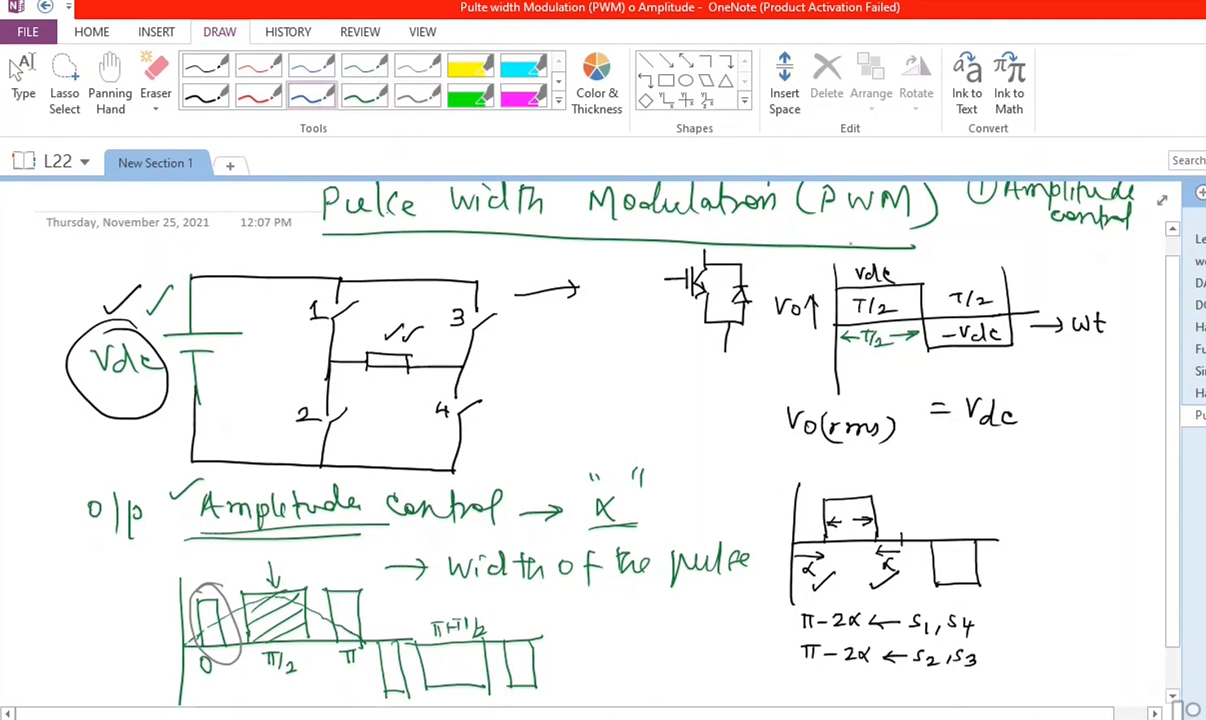 Pulte width Modulation (PWM) o Amplitude - OneNote (Product Activation Failed)
FILE HOME INSERT DRAW HISTORY REVIEW VIEW
Type
Lasso Select
Panning Hand
Eraser
Color & Thickness
Insert Space
Delete
Arrange
Rotate
Ink to Text
Ink to Math
Tools
Shapes
Edit
Convert
L22
New Section 1
Search
Pulse width Modulation (PWM)
① Amplitude
control
Thursday, November 25, 2021 12:07 PM
Vdc
1
3
2
4
Vdc
Vo↑ T/2 T/2
T/2 -Vdc → wt
Vo(rms) = Vdc
o/p Amplitude control → "α"
→ width of the pulse
α α
π-2α ← S1, S4
π-2α ← S2, S3
0 π/2 π π+π/2